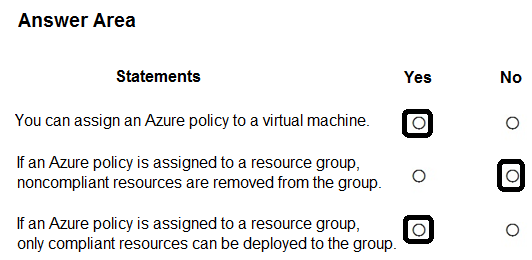 Answer Area
Statements Yes No
You can assign an Azure policy to a virtual machine.
If an Azure policy is assigned to a resource group,
noncompliant resources are removed from the group.
If an Azure policy is assigned to a resource group,
only compliant resources can be deployed to the group.